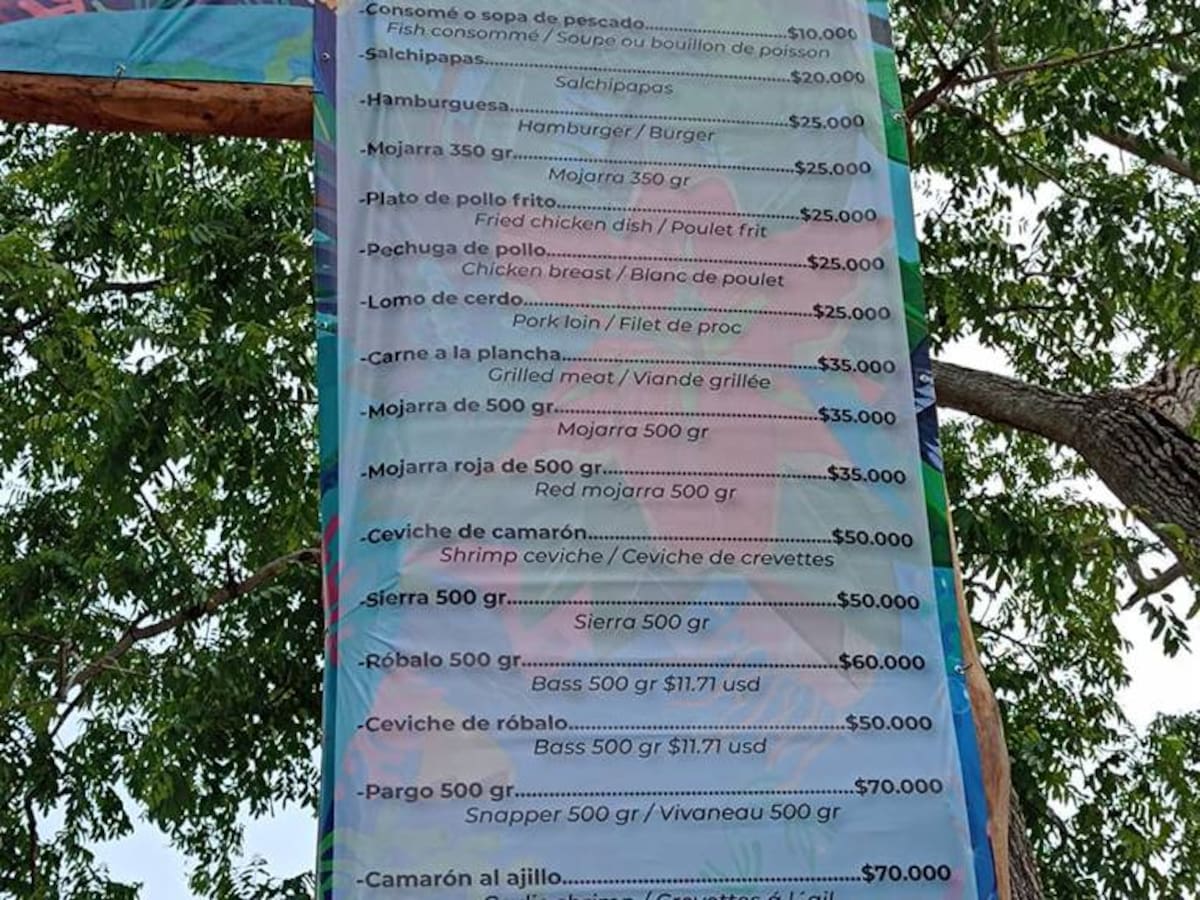 -Consomé o sopa de pescado..............................$10.000
Fish consommé / Soupe ou bouillon de poisson
-Salchipapas..............................$20.000
Salchipapas
-Hamburguesa..............................$25.000
Hamburger / Burger
-Mojarra 350 gr..............................$25.000
Mojarra 350 gr
-Plato de pollo frito..............................$25.000
Fried chicken dish / Poulet frit
-Pechuga de pollo..............................$25.000
Chicken breast / Blanc de poulet
-Lomo de cerdo..............................$25.000
Pork loin / Filet de proc
-Carne a la plancha..............................$35.000
Grilled meat / Viande grillée
-Mojarra de 500 gr..............................$35.000
Mojarra 500 gr
-Mojarra roja de 500 gr..............................$35.000
Red mojarra 500 gr
-Ceviche de camarón..............................$50.000
Shrimp ceviche / Ceviche de crevettes
-Sierra 500 gr..............................$50.000
Sierra 500 gr
-Róbalo 500 gr..............................$60.000
Bass 500 gr $11.71 usd
-Ceviche de róbalo..............................$50.000
Bass 500 gr $11.71 usd
-Pargo 500 gr..............................$70.000
Snapper 500 gr / Vivaneau 500 gr
-Camarón al ajillo..............................$70.000
Garlic shrimp / Crevettes á l´ail